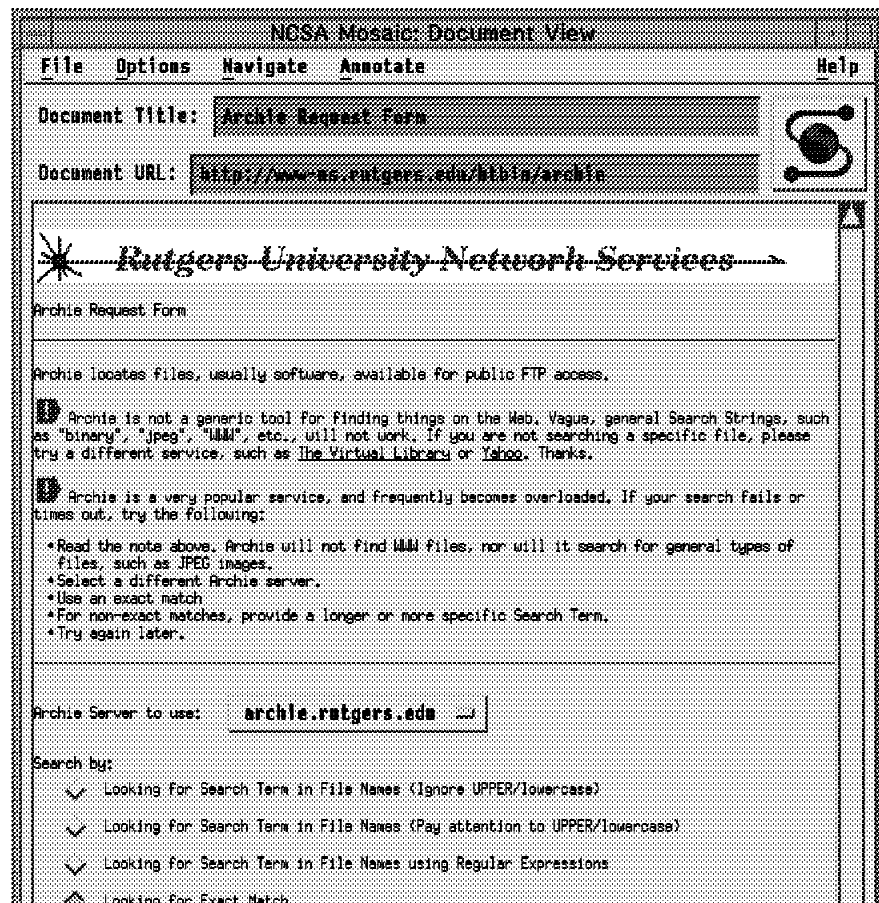 NCSA Mosaic: Document View
File Options Navigate Annotate Help
Document Title: Archie Request Form
Document URL: http://www-ns.rutgers.edu/htbin/archie
Rutgers University Network Services
Archie Request Form
Archie locates files, usually software, available for public FTP access.
Archie is not a generic tool for finding things on the Web. Vague, general Search Strings, such
as "binary", "jpeg", "WWW", etc., will not work. If you are not searching a specific file, please
try a different service, such as The Virtual Library or Yahoo. Thanks.
Archie is a very popular service, and frequently becomes overloaded. If your search fails or
times out, try the following:
•Read the note above. Archie will not find WWW files, nor will it search for general types of
files, such as JPEG images.
•Select a different Archie server.
•Use an exact match
•For non-exact matches, provide a longer or more specific Search Term.
•Try again later.
Archie Server to use: archie.rutgers.edu
Search by:
Looking for Search Term in File Names (Ignore UPPER/lowercase)
Looking for Search Term in File Names (Pay attention to UPPER/lowercase)
Looking for Search Term in File Names using Regular Expressions
Looking for Exact Match